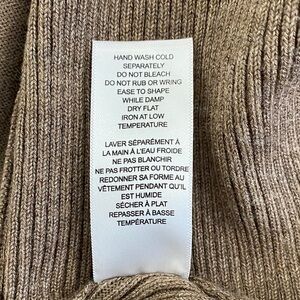 HAND WASH COLD
SEPARATELY
DO NOT BLEACH
DO NOT RUB OR WRING
EASE TO SHAPE
WHILE DAMP
DRY FLAT
IRON AT LOW
TEMPERATURE
LAVER SÉPARÉMENT À
LA MAIN À L'EAU FROIDE
NE PAS BLANCHIR
NE PAS FROTTER OU TORDRE
REDONNER SA FORME AU
VÊTEMENT PENDANT QU'IL
EST HUMIDE
SÉCHER À PLAT
REPASSER À BASSE
TEMPÉRATURE